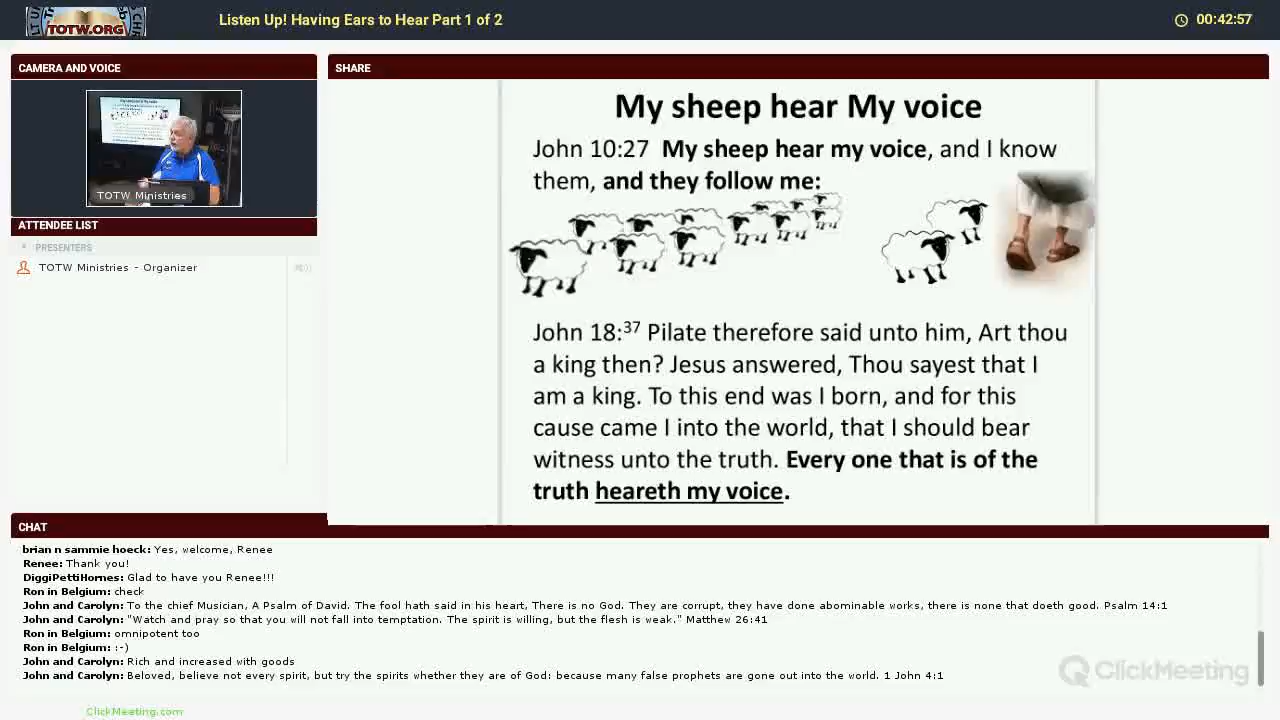 TOTW.ORG
Listen Up! Having Ears to Hear Part 1 of 2
00:42:57
CAMERA AND VOICE
TOTW Ministries
ATTENDEE LIST
PRESENTERS
TOTW Ministries - Organizer
SHARE
My sheep hear My voice
John 10:27 My sheep hear my voice, and I know
them, and they follow me:
John 18:37 Pilate therefore said unto him, Art thou
a king then? Jesus answered, Thou sayest that I
am a king. To this end was I born, and for this
cause came I into the world, that I should bear
witness unto the truth. Every one that is of the
truth heareth my voice.
CHAT
brian n sammie hoeck: Yes, welcome, Renee
Renee: Thank you!
DiggiPettiHornes: Glad to have you Renee!!!
Ron in Belgium: check
John and Carolyn: To the chief Musician, A Psalm of David. The fool hath said in his heart, There is no God. They are corrupt, they have done abominable works, there is none that doeth good. Psalm 14:1
John and Carolyn: "Watch and pray so that you will not fall into temptation. The spirit is willing, but the flesh is weak." Matthew 26:41
Ron in Belgium: omnipotent too
Ron in Belgium: :-)
John and Carolyn: Rich and increased with goods
John and Carolyn: Beloved, believe not every spirit, but try the spirits whether they are of God: because many false prophets are gone out into the world. 1 John 4:1
ClickMeeting
ClickMeeting.com